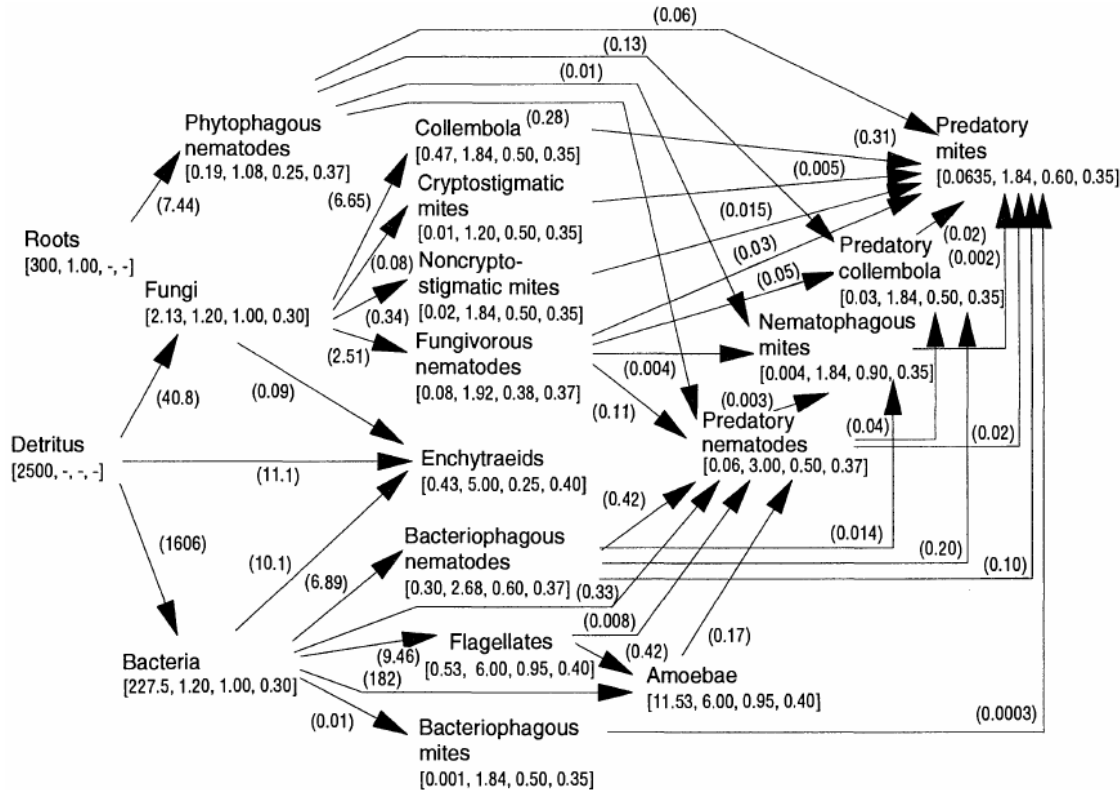 (0.06)
(0.13)
(0.01)
Phytophagous
nematodes
[0.19, 1.08, 0.25, 0.37]
Collembola
(0.28)
[0.47, 1.84, 0.50, 0.35]
Predatory
mites
[0.0635, 1.84, 0.60, 0.35]
(0.31)
(0.005)
(7.44)
(6.65)
Cryptostigmatic
mites
[0.01, 1.20, 0.50, 0.35]
(0.015)
Roots
[300, 1.00, -, -]
(0.08)
Noncrypto-
stigmatic mites
[0.02, 1.84, 0.50, 0.35]
(0.03)
(0.05)
Predatory
collembola
[0.03, 1.84, 0.50, 0.35]
(0.02)
(0.002)
Fungi
[2.13, 1.20, 1.00, 0.30]
(0.34)
(2.51)
Fungivorous
nematodes
[0.08, 1.92, 0.38, 0.37]
(0.004)
Nematophagous
mites
[0.004, 1.84, 0.90, 0.35]
(40.8)
(0.09)
(0.11)
(0.003)
Predatory
nematodes
[0.06, 3.00, 0.50, 0.37]
(0.04)
(0.02)
Detritus
[2500, -, -, -]
(11.1)
Enchytraeids
[0.43, 5.00, 0.25, 0.40]
(0.42)
(1606)
(10.1)
(6.89)
Bacteriophagous
nematodes
[0.30, 2.68, 0.60, 0.37]
(0.33)
(0.014)
(0.20)
(0.10)
(0.008)
Bacteria
[227.5, 1.20, 1.00, 0.30]
(9.46)
Flagellates
[0.53, 6.00, 0.95, 0.40]
(0.42)
(0.17)
(182)
Amoebae
[11.53, 6.00, 0.95, 0.40]
(0.01)
Bacteriophagous
mites
[0.001, 1.84, 0.50, 0.35]
(0.0003)